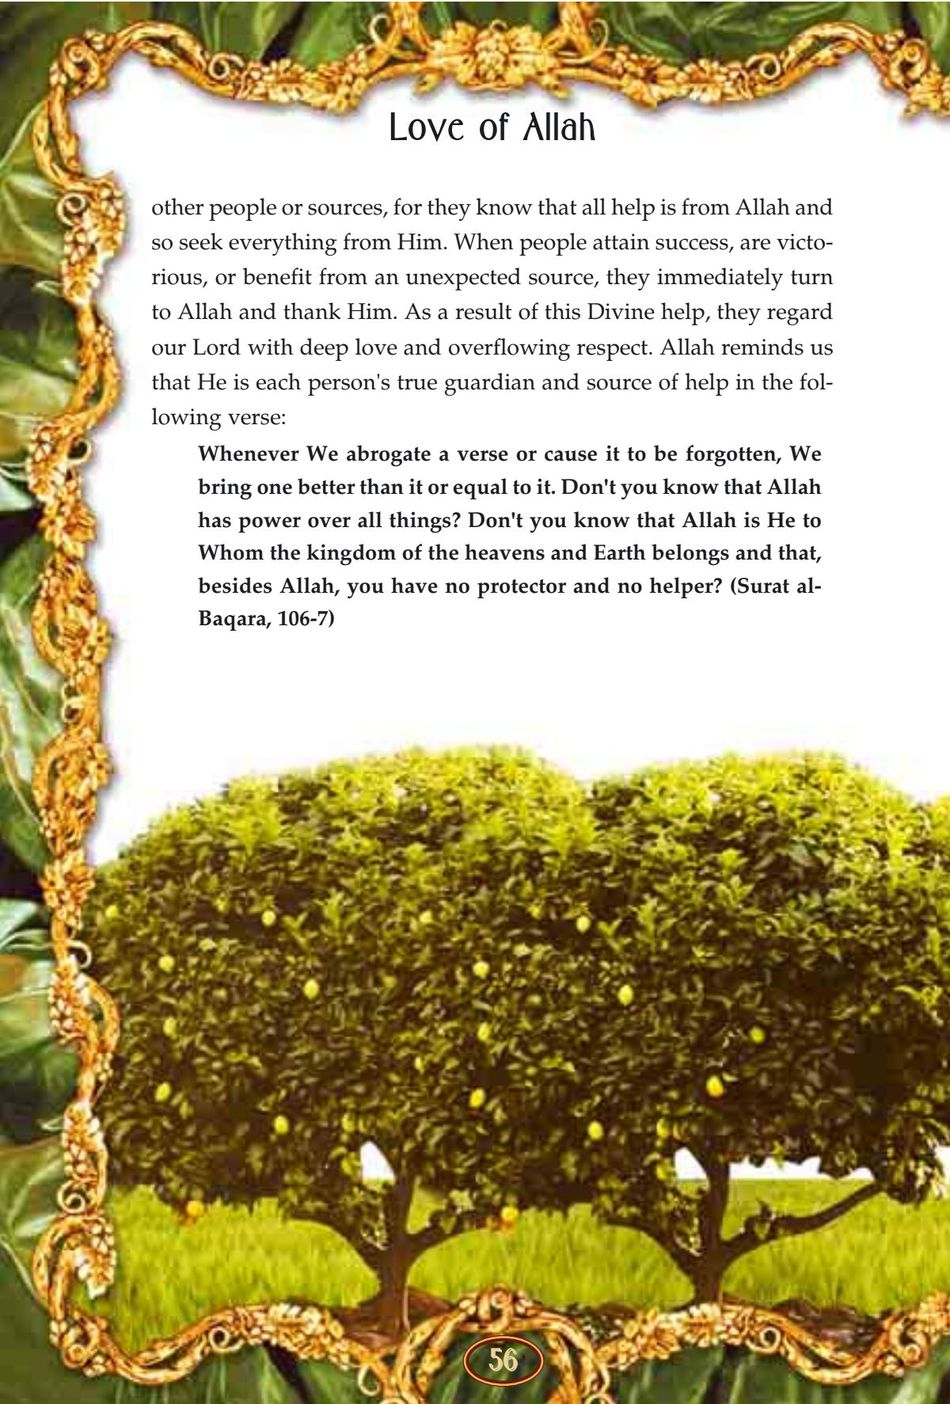 Love of Allah
other people or sources, for they know that all help is from Allah and
so seek everything from Him. When people attain success, are victo-
rious, or benefit from an unexpected source, they immediately turn
to Allah and thank Him. As a result of this Divine help, they regard
our Lord with deep love and overflowing respect. Allah reminds us
that He is each person's true guardian and source of help in the fol-
lowing verse:
Whenever We abrogate a verse or cause it to be forgotten, We
bring one better than it or equal to it. Don't you know that Allah
has power over all things? Don't you know that Allah is He to
Whom the kingdom of the heavens and Earth belongs and that,
besides Allah, you have no protector and no helper? (Surat al-
Baqara, 106-7)
56